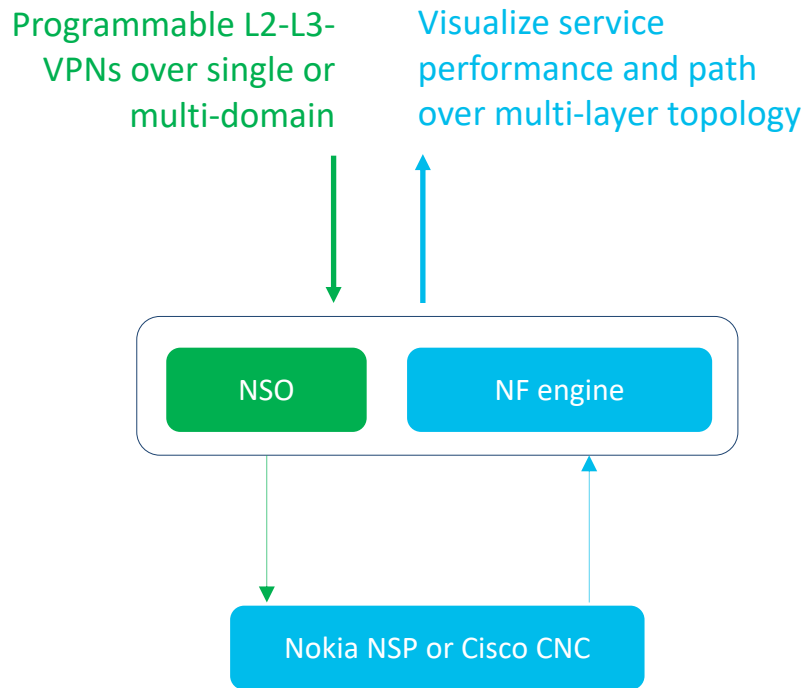 Programmable L2-L3-
VPNs over single or
multi-domain
Visualize service
performance and path
over multi-layer topology
NSO
NF engine
Nokia NSP or Cisco CNC